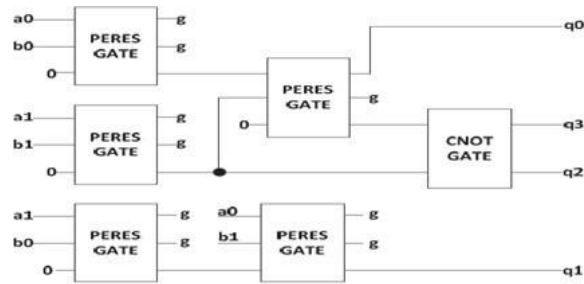 a0 PERES GATE g q0
b0 g
0 PERES GATE
a1 PERES GATE g g
b1 g 0 CNOT GATE q3
0 q2
a1 PERES GATE g a0 PERES GATE g
b0 g b1 g
0 q1